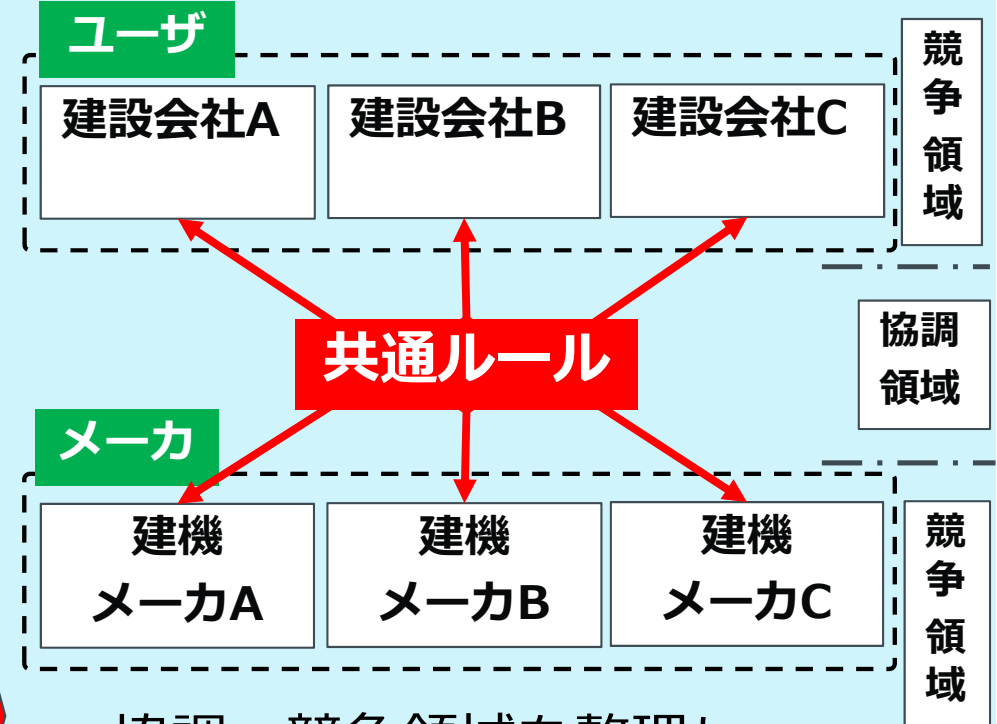 ユーザ
建設会社A
建設会社B
建設会社C
競争領域
共通ルール
協調
領域
メーカ
建機
メーカA
建機
メーカB
建機
メーカC
競争領域